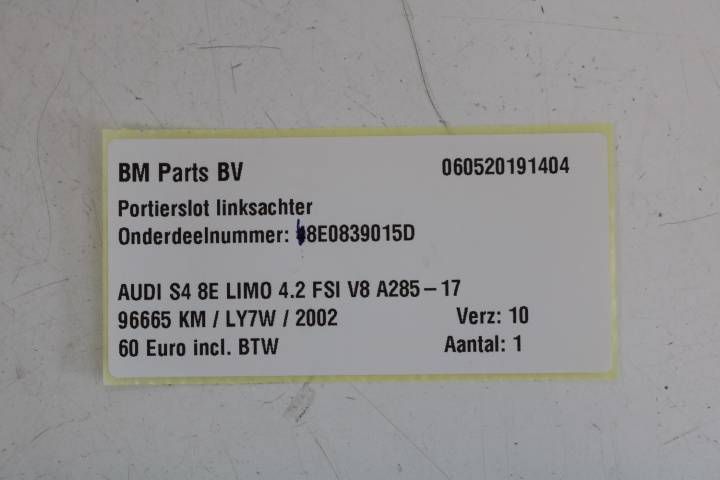 BM Parts BV 060520191404
Portierslot linksachter
Onderdeelnummer: 8E0839015D
AUDI S4 8E LIMO 4.2 FSI V8 A285-17
96665 KM / LY7W / 2002 Verz: 10
60 Euro incl. BTW Aantal: 1